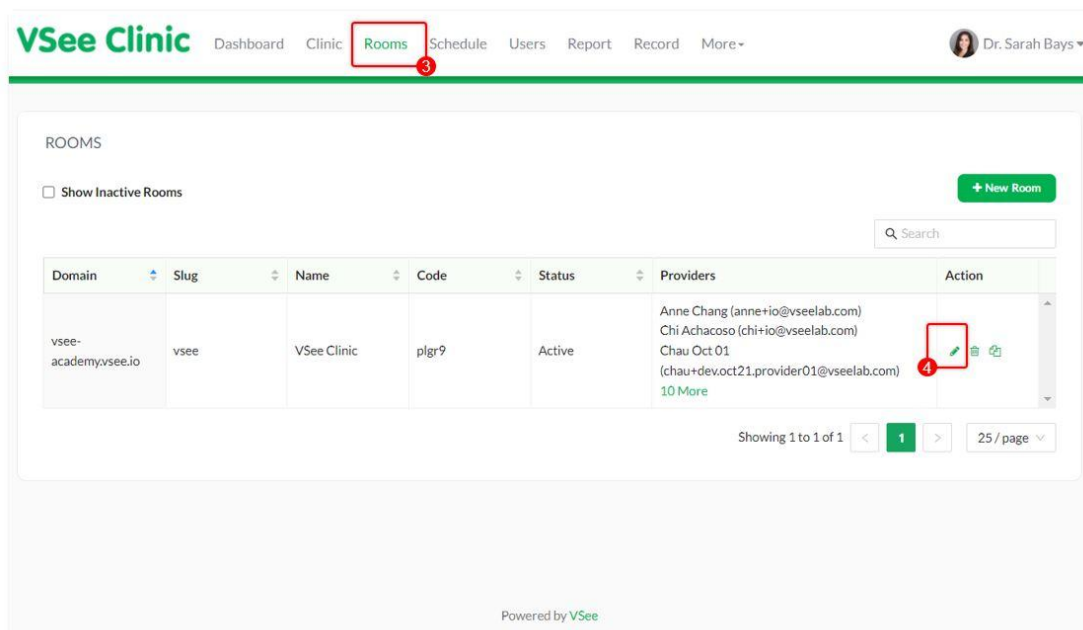 VSee Clinic Dashboard Clinic Rooms Schedule Users Report Record More Dr. Sarah Bays
3
ROOMS
Show Inactive Rooms
+ New Room
Search
Domain Slug Name Code Status Providers Action
Anne Chang (anne+io@vseelab.com)
Chi Achacoso (chi+io@vseelab.com)
vsee- vsee VSee Clinic plgr9 Active Chau Oct 01
academy.vsee.io (chau+dev.oct21.provider01@vseelab.com) 4
10 More
Showing 1 to 1 of 1 < 1 > 25 / page
Powered by VSee